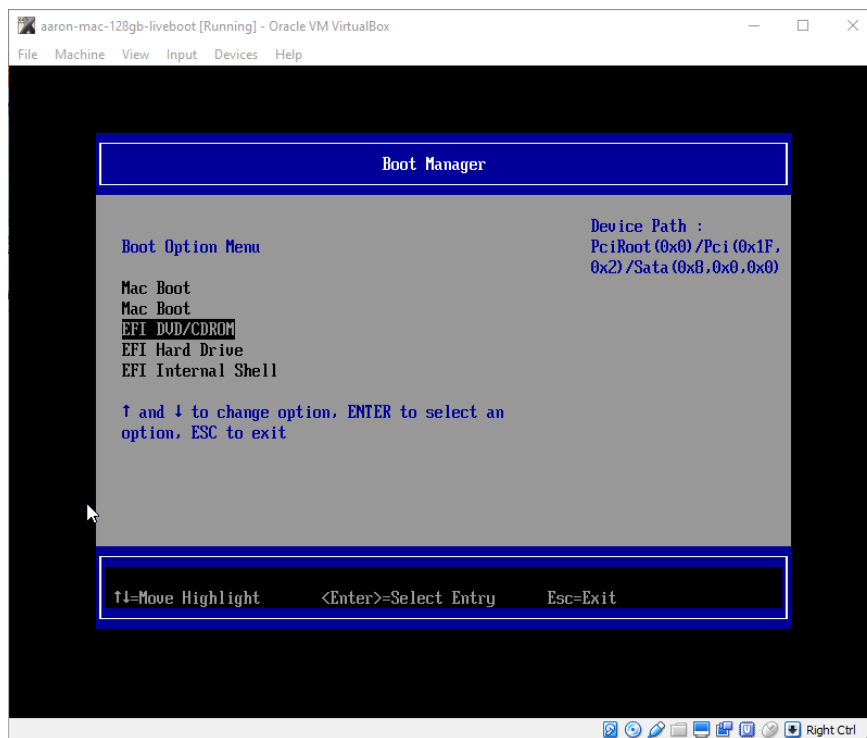 aaron-mac-128gb-liveboot [Running] - Oracle VM VirtualBox
File Machine View Input Devices Help
Boot Manager
Boot Option Menu
Mac Boot
Mac Boot
EFI DVD/CDROM
EFI Hard Drive
EFI Internal Shell
↑ and ↓ to change option, ENTER to select an
option, ESC to exit
Device Path :
PciRoot(0x0)/Pci(0x1F,
0x2)/Sata(0x8,0x0,0x0)
↑↓=Move Highlight <Enter>=Select Entry Esc=Exit
Right Ctrl